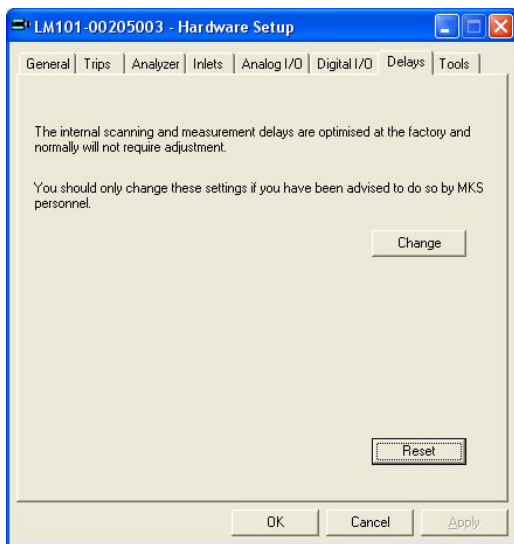 LM101-00205003 - Hardware Setup
General Trips Analyzer Inlets Analog I/O Digital I/O Delays Tools
The internal scanning and measurement delays are optimised at the factory and
normally will not require adjustment.
You should only change these settings if you have been advised to do so by MKS
personnel.
Change
Reset
OK Cancel Apply